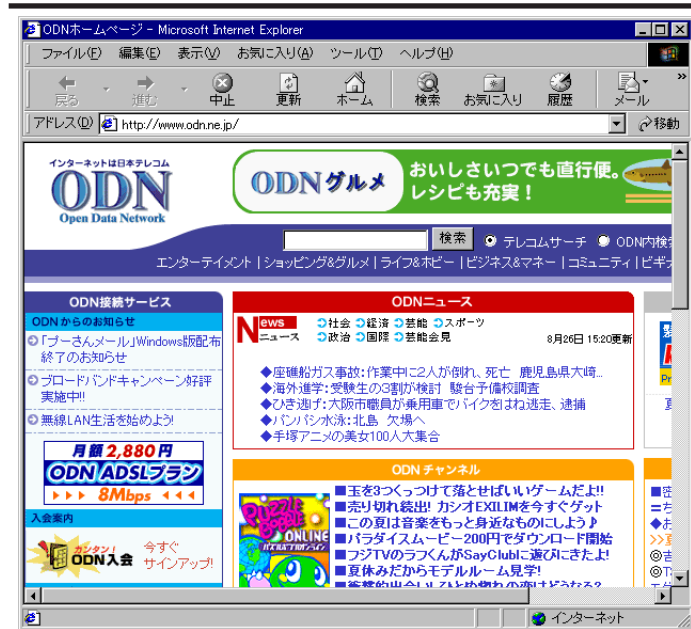 ODNホームページ - Microsoft Internet Explorer
ファイル(F) 編集(E) 表示(V) お気に入り(A) ツール(T) ヘルプ(H)
戻る 進む 中止 更新 ホーム 検索 お気に入り 履歴 メール »
アドレス(D) http://www.odn.ne.jp/ 移動
インターネットは日本テレコム
ODN
Open Data Network
ODNグルメ
おいしさいつでも直行便。
レシピも充実！
検索 テレコムサーチ ODN内検
エンターテイメント | ショッピング&グルメ | ライフ&ホビー | ビジネス&マネー | コミュニティ | ビギ
ODN接続サービス
ODNからのお知らせ
「プーさんメール」Windows版配布終了のお知らせ
ブロードバンドキャンペーン好評実施中!!
無線LAN生活を始めよう!
月額2,880円
ODN ADSLプラン
8Mbps
入会案内
カンタン!
ODN入会
今すぐ
サインアップ!
ODNニュース
News
ニュース
社会 経済 芸能 スポーツ
政治 国際 芸能会見
8月26日 15:20更新
◆座礁船ガス事故：作業中に2人が倒れ、死亡 鹿児島県大崎...
◆海外進学：受験生の3割が検討 駿台予備校調査
◆ひき逃げ：大阪市職員が乗用車でバイクをはね逃走、逮捕
◆パンパシ水泳：北島 欠場へ
◆手塚アニメの美女100人大集合
ODN チャンネル
PUZZLE BOBBLE
ONLINE
パズルボブルオンライン
■玉を3つくっつけて落とせばいいゲームだよ!!
■売り切れ続出! カシオEXILIMを今すぐゲット
■この夏は音楽をもっと身近なものにしよう♪
■パラダイスムービー200円でダウンロード開始
■フジTVのラフくんがSayClubに遊びにきたよ!
■夏休みだからモデルルーム見学!
インターネット